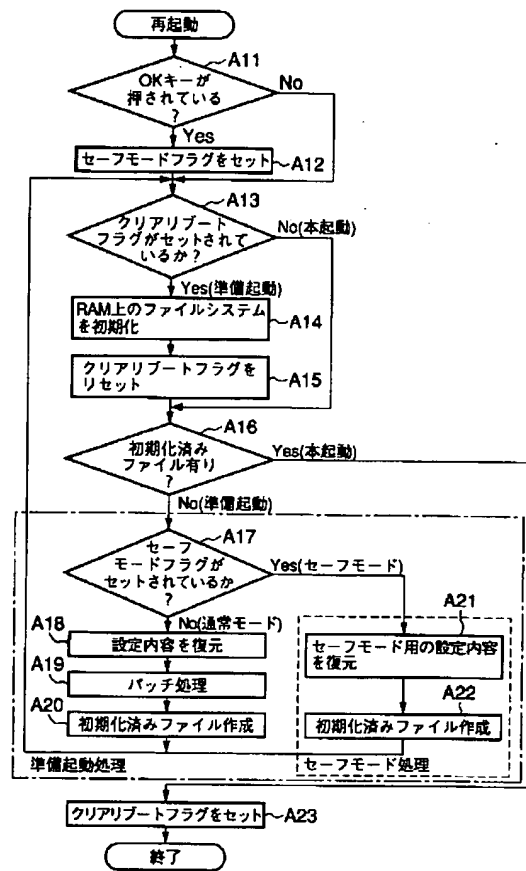 再起動
A11
OKキーが
押されている
?
No
Yes
セーフモードフラグをセット
A12
A13
クリアリブート
フラグがセットされて
いるか?
No(本起動)
Yes(準備起動)
RAM上のファイルシステム
を初期化
A14
クリアリブートフラグを
リセット
A15
A16
初期化済み
ファイル有り
?
Yes(本起動)
No(準備起動)
A17
セーフ
モードフラグが
セットされているか
?
Yes(セーフモード)
No(通常モード)
A18
設定内容を復元
A19
パッチ処理
A20
初期化済みファイル作成
準備起動処理
A21
セーフモード用の設定内容
を復元
A22
初期化済みファイル作成
セーフモード処理
クリアリブートフラグをセット
A23
終了